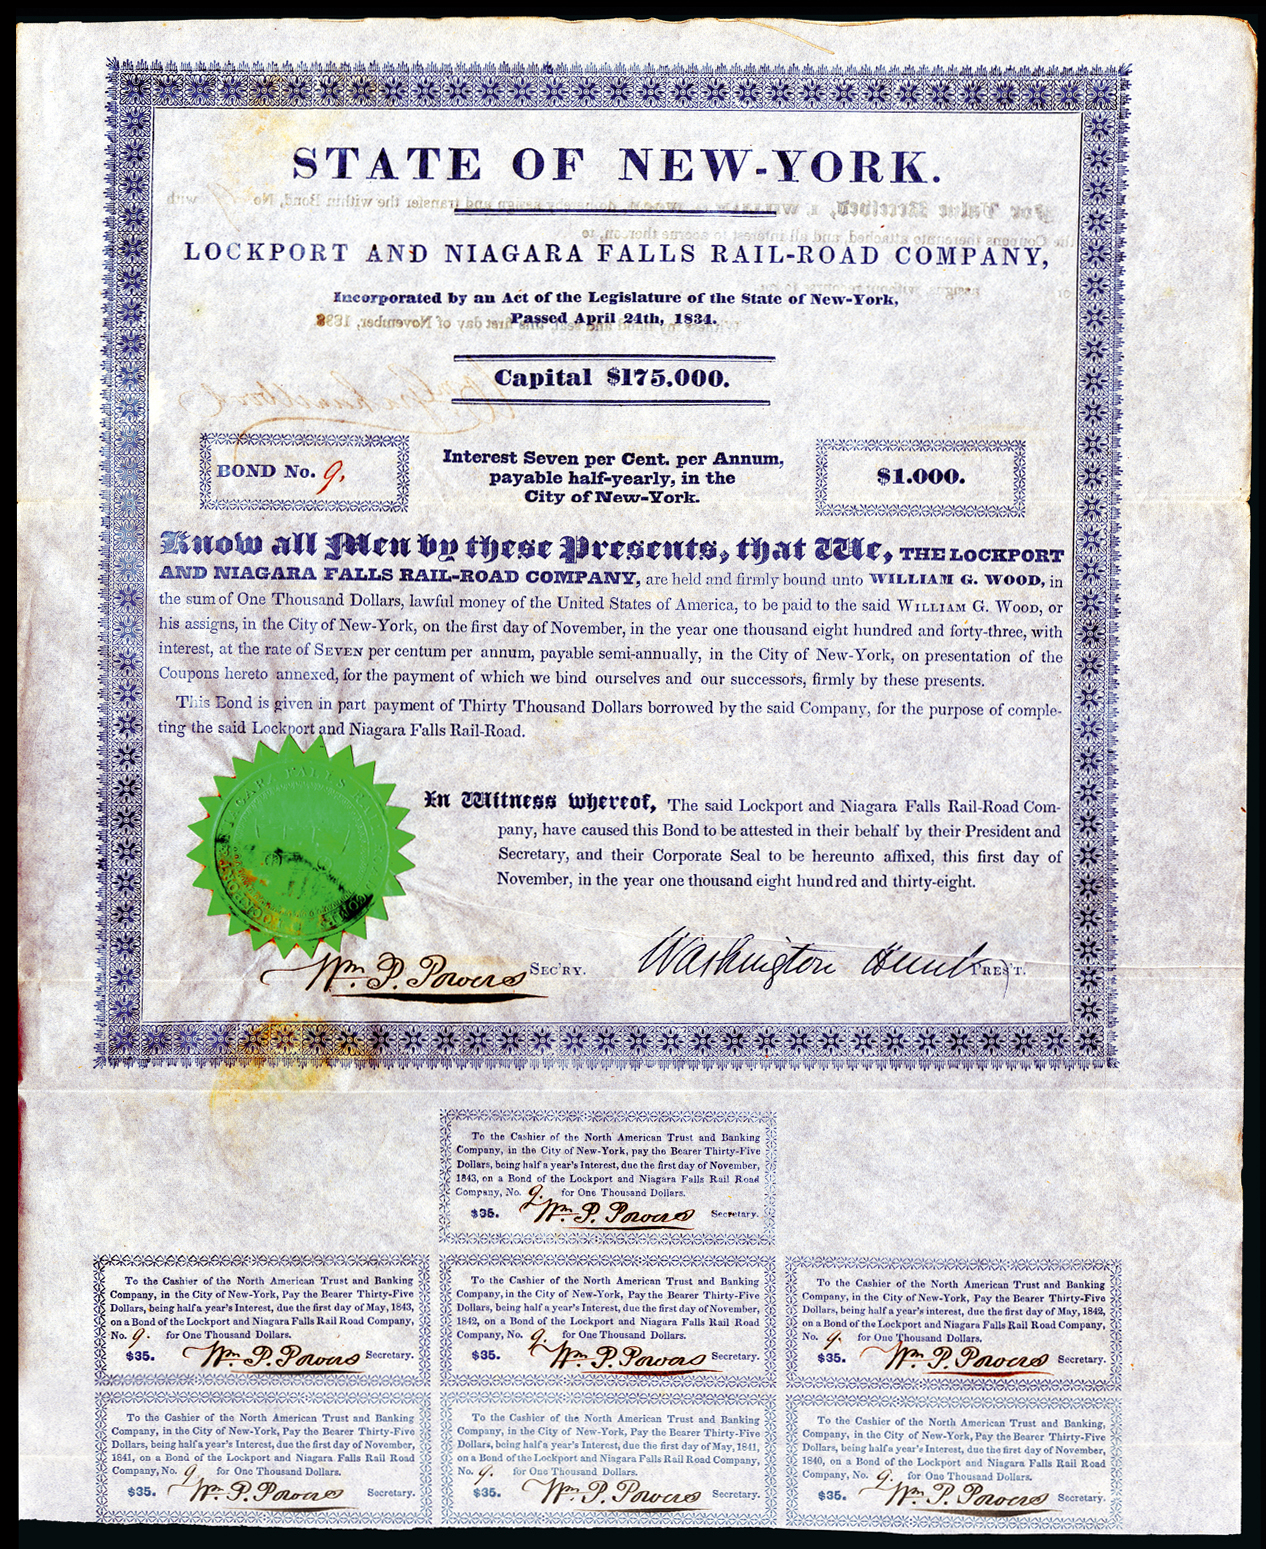 STATE OF NEW-YORK.
LOCKPORT AND NIAGARA FALLS RAIL-ROAD COMPANY,
Incorporated by an Act of the Legislature of the State of New-York,
Passed April 24th, 1834.
Capital $175.000.
BOND No. 9.
Interest Seven per Cent. per Annum,
payable half-yearly, in the
City of New-York.
$1.000.
Know all Men by these Presents, that We, THE LOCKPORT
AND NIAGARA FALLS RAIL-ROAD COMPANY, are held and firmly bound unto WILLIAM G. WOOD, in
the sum of One Thousand Dollars, lawful money of the United States of America, to be paid to the said WILLIAM G. WOOD, or
his assigns, in the City of New-York, on the first day of November, in the year one thousand eight hundred and forty-three, with
interest, at the rate of SEVEN per centum per annum, payable semi-annually, in the City of New-York, on presentation of the
Coupons hereto annexed, for the payment of which we bind ourselves and our successors, firmly by these presents.
This Bond is given in part payment of Thirty Thousand Dollars borrowed by the said Company, for the purpose of comple-
ting the said Lockport and Niagara Falls Rail-Road.
In Witness whereof, The said Lockport and Niagara Falls Rail-Road Com-
pany, have caused this Bond to be attested in their behalf by their President and
Secretary, and their Corporate Seal to be hereunto affixed, this first day of
November, in the year one thousand eight hundred and thirty-eight.
Wm. P. Powers SEC'RY.
Washington Hunt PRES'T.
To the Cashier of the North American Trust and Banking
Company, in the City of New-York, pay the Bearer Thirty-Five
Dollars, being half a year's Interest, due the first day of November,
1843, on a Bond of the Lockport and Niagara Falls Rail Road
Company, No. 9. for One Thousand Dollars.
$35. Wm. P. Powers Secretary.
To the Cashier of the North American Trust and Banking
Company, in the City of New-York, Pay the Bearer Thirty-Five
Dollars, being half a year's Interest, due the first day of May, 1843,
on a Bond of the Lockport and Niagara Falls Rail Road Company,
No. 9. for One Thousand Dollars.
$35. Wm. P. Powers Secretary.
To the Cashier of the North American Trust and Banking
Company, in the City of New-York, Pay the Bearer Thirty-Five
Dollars, being half a year's Interest, due the first day of November,
1842, on a Bond of the Lockport and Niagara Falls Rail Road
Company, No. 9. for One Thousand Dollars.
$35. Wm. P. Powers Secretary.
To the Cashier of the North American Trust and Banking
Company, in the City of New-York, Pay the Bearer Thirty-Five
Dollars, being half a year's interest, due the first day of May, 1842,
on a Bond of the Lockport and Niagara Falls Rail Road Company,
No. 9. for One Thousand Dollars.
$35. Wm. P. Powers Secretary.
To the Cashier of the North American Trust and Banking
Company, in the City of New-York, Pay the Bearer Thirty-Five
Dollars, being half a year's Interest, due the first day of November,
1841, on a Bond of the Lockport and Niagara Falls Rail Road
Company, No. 9 for One Thousand Dollars.
$35. Wm. P. Powers Secretary.
To the Cashier of the North American Trust and Banking
Company, in the City of New-York, Pay the Bearer Thirty-Five
Dollars, being half a year's Interest, due the first day of May, 1841,
on a Bond of the Lockport and Niagara Falls Rail Road Company,
No. 9. for One Thousand Dollars.
$35. Wm. P. Powers Secretary.
To the Cashier of the North American Trust and Banking,
Company, in the City of New-York, Pay the Bearer Thirty-Five
Dollars, being half a year's Interest, due the first day of November,
1840, on a Bond of the Lockport and Niagara Falls Rail Road
Company, No. 9. for One Thousand Dollars.
$35. Wm. P. Powers Secretary.